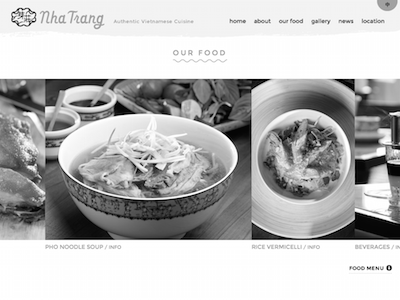 Nha Trang
Authentic Vietnamese Cuisine
home about our food gallery news location
OUR FOOD
PHO NOODLE SOUP / INFO
RICE VERMICELLI / INFO
BEVERAGES / IN
FOOD MENU